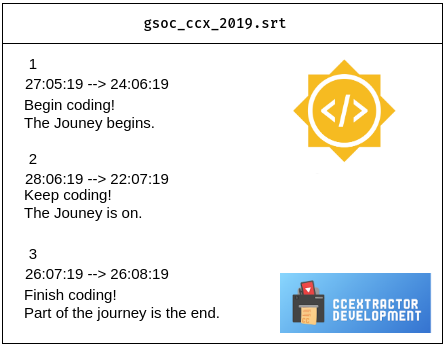 gsoc_ccx_2019.srt
1
27:05:19 --> 24:06:19
Begin coding!
The Jouney begins.
2
28:06:19 --> 22:07:19
Keep coding!
The Jouney is on.
3
26:07:19 --> 26:08:19
Finish coding!
Part of the journey is the end.
</>
CCEXTRACTOR
DEVELOPMENT